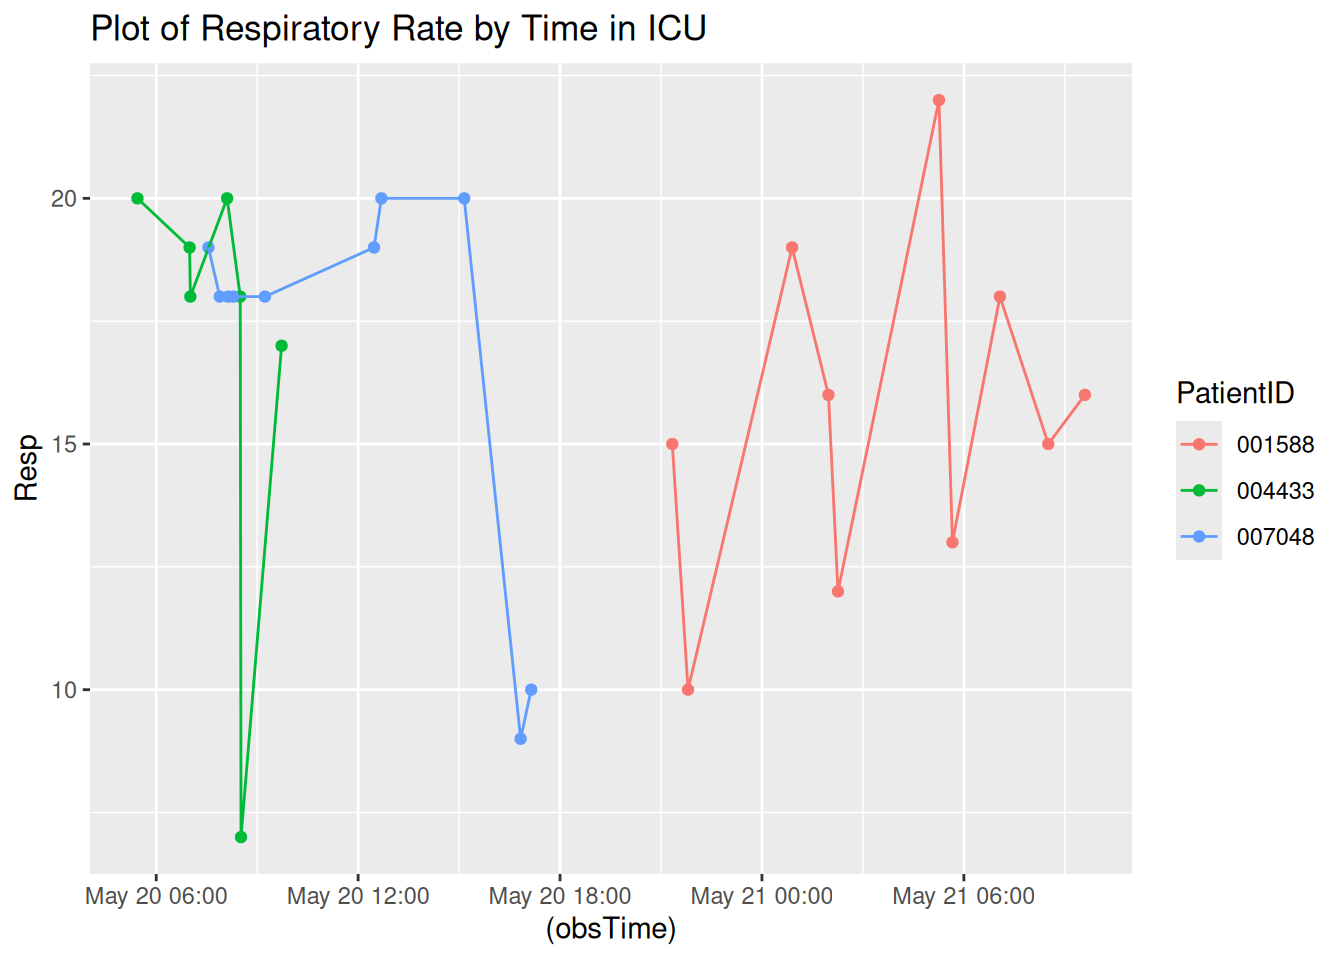 Plot of Respiratory Rate by Time in ICU
20
15
10
Resp
May 20 06:00
May 20 12:00
May 20 18:00
May 21 00:00
May 21 06:00
(obsTime)
PatientID
001588
004433
007048